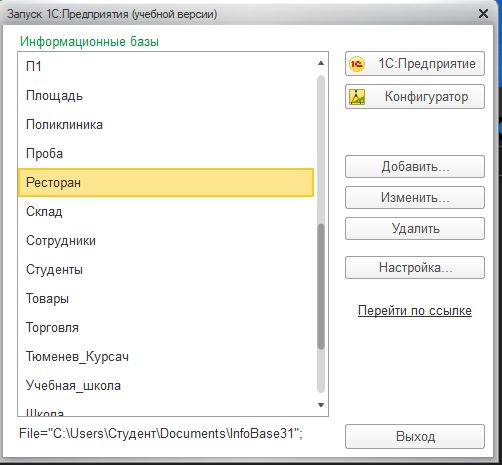 Запуск 1С:Предприятия (учебной версии)
Информационные базы
П1
Площадь
Поликлиника
Проба
Ресторан
Склад
Сотрудники
Студенты
Товары
Торговля
Тюменев_Курсач
Учебная_школа
Школа
File="C:\Users\Студент\Documents\InfoBase31";
1С:Предприятие
Конфигуратор
Добавить...
Изменить...
Удалить
Настройка...
Перейти по ссылке
Выход